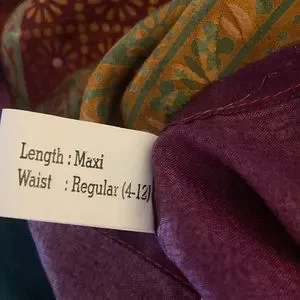 Length : Maxi
Waist : Regular (4-12)